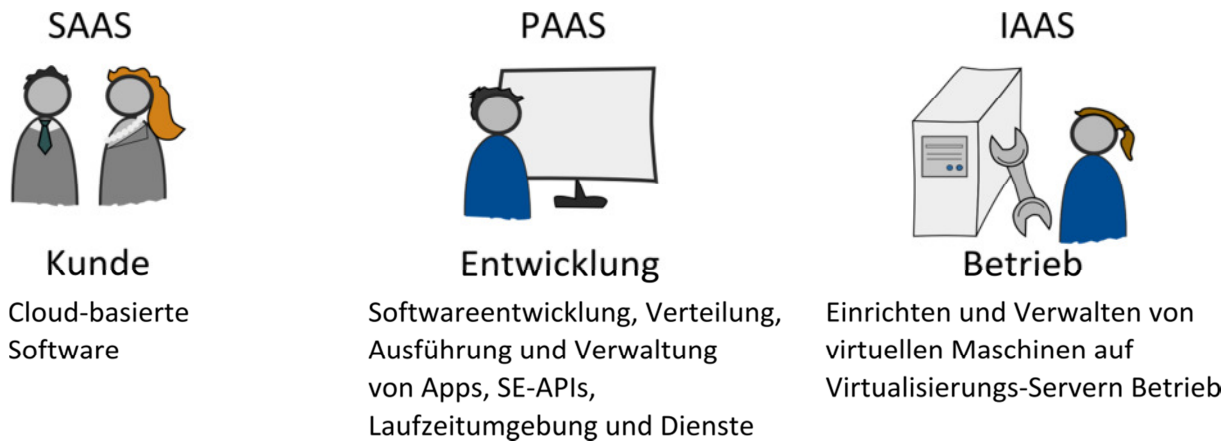 SAAS
Kunde
Cloud-basierte
Software
PAAS
Entwicklung
Softwareentwicklung, Verteilung,
Ausführung und Verwaltung
von Apps, SE-APIs,
Laufzeitumgebung und Dienste
IAAS
Betrieb
Einrichten und Verwalten von
virtuellen Maschinen auf
Virtualisierungs-Servern Betrieb